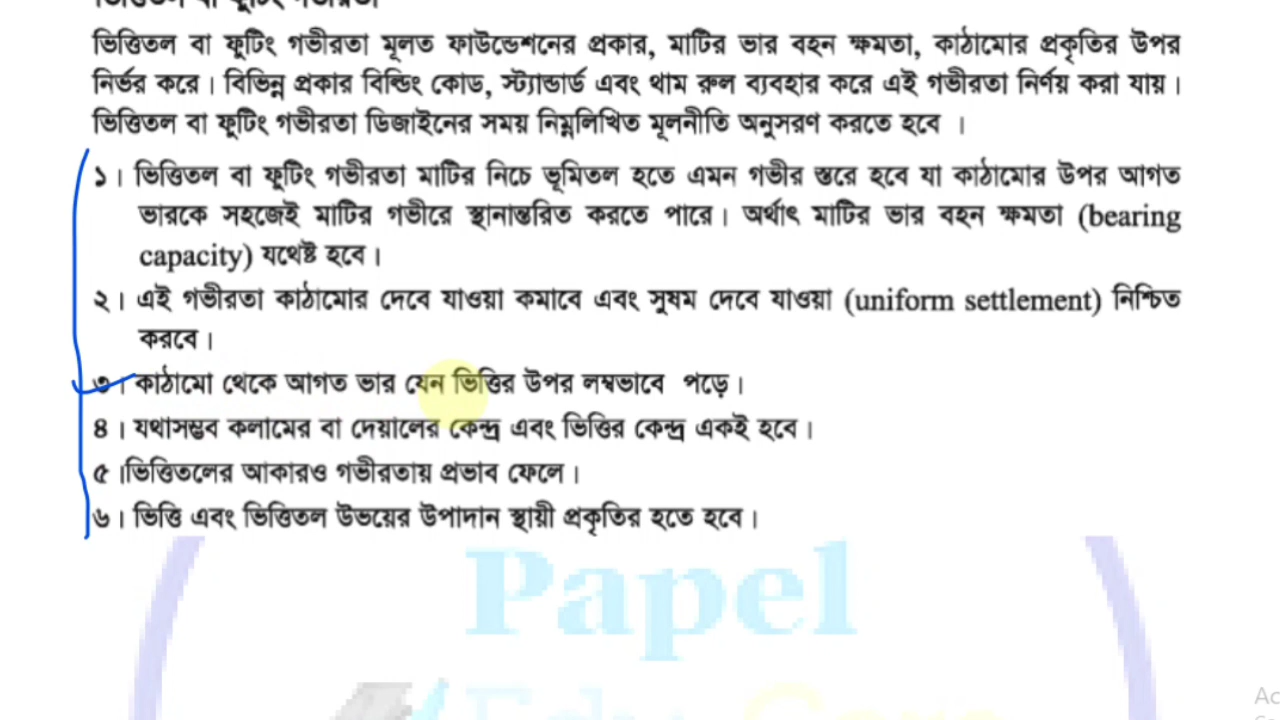 ভিত্তিতল বা ফুটিং গভীরতা
ভিত্তিতল বা ফুটিং গভীরতা মূলত ফাউন্ডেশনের প্রকার, মাটির ভার বহন ক্ষমতা, কাঠামোর প্রকৃতির উপর
নির্ভর করে। বিভিন্ন প্রকার বিল্ডিং কোড, স্ট্যান্ডার্ড এবং থাম রুল ব্যবহার করে এই গভীরতা নির্ণয় করা যায়।
ভিত্তিতল বা ফুটিং গভীরতা ডিজাইনের সময় নিম্নলিখিত মূলনীতি অনুসরণ করতে হবে ।
১। ভিত্তিতল বা ফুটিং গভীরতা মাটির নিচে ভূমিতল হতে এমন গভীর স্তরে হবে যা কাঠামোর উপর আগত
ভারকে সহজেই মাটির গভীরে স্থানান্তরিত করতে পারে। অর্থাৎ মাটির ভার বহন ক্ষমতা (bearing
capacity) যথেষ্ট হবে।
২। এই গভীরতা কাঠামোর দেবে যাওয়া কমাবে এবং সুষম দেবে যাওয়া (uniform settlement) নিশ্চিত
করবে।
৩। কাঠামো থেকে আগত ভার যেন ভিত্তির উপর লম্বভাবে পড়ে।
৪। যথাসম্ভব কলামের বা দেয়ালের কেন্দ্র এবং ভিত্তির কেন্দ্র একই হবে।
৫।ভিত্তিতলের আকারও গভীরতায় প্রভাব ফেলে।
৬। ভিত্তি এবং ভিত্তিতল উভয়ের উপাদান স্থায়ী প্রকৃতির হতে হবে।
Papel